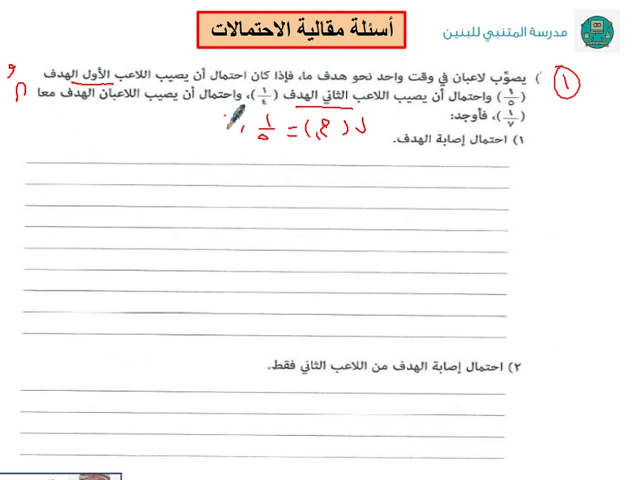 مدرسة المتنبي للبنين
أسئلة مقالية الاحتمالات
١ يصوّب لاعبان في وقت واحد نحو هدف ما، فإذا كان احتمال أن يصيب اللاعب الأول الهدف
(١/٥) واحتمال أن يصيب اللاعب الثاني الهدف (١/٤)، واحتمال أن يصيب اللاعبان الهدف معا
(١/٧)، فأوجد:
= ١/٥ ،
١) احتمال إصابة الهدف.
٢) احتمال إصابة الهدف من اللاعب الثاني فقط.